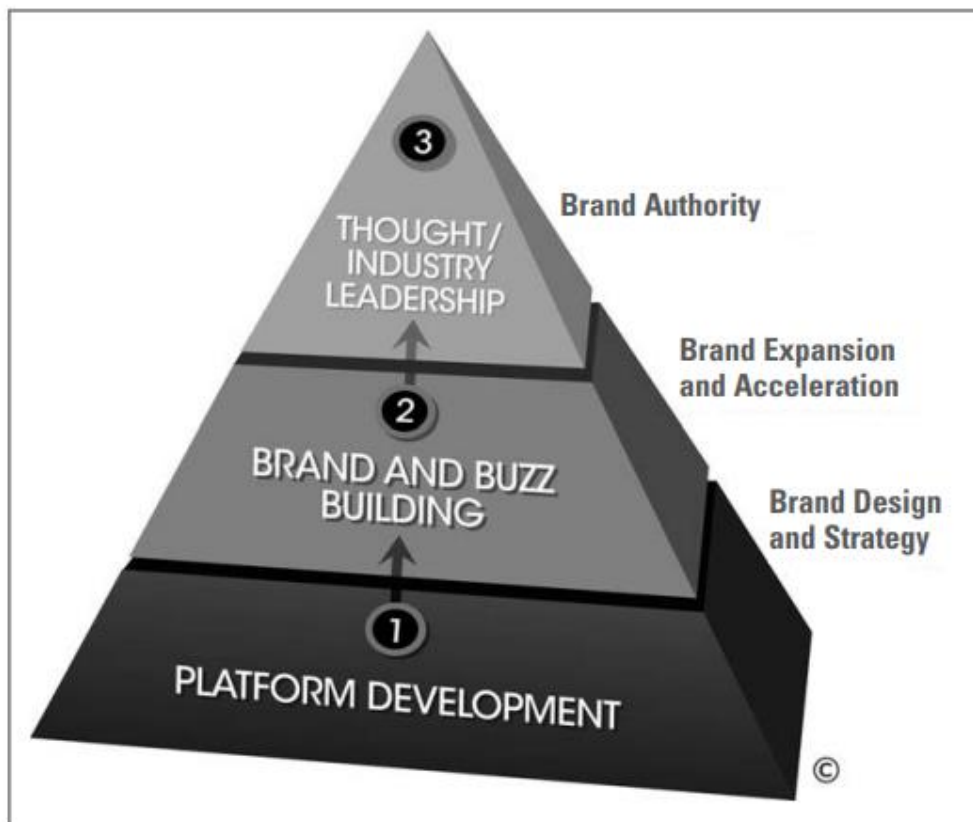 3
THOUGHT/
INDUSTRY
LEADERSHIP
Brand Authority
2
BRAND AND BUZZ
BUILDING
Brand Expansion
and Acceleration
1
PLATFORM DEVELOPMENT
Brand Design
and Strategy
©